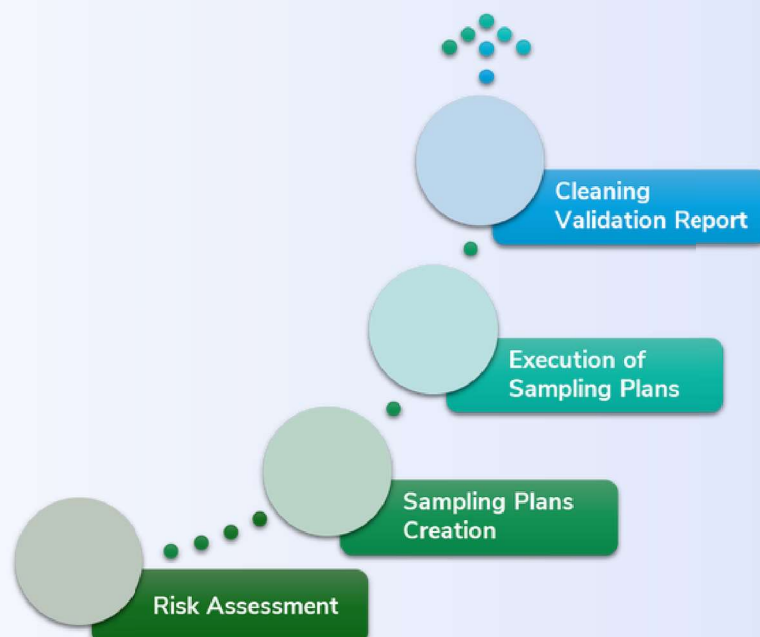 Cleaning
Validation Report
Execution of
Sampling Plans
Sampling Plans
Creation
Risk Assessment